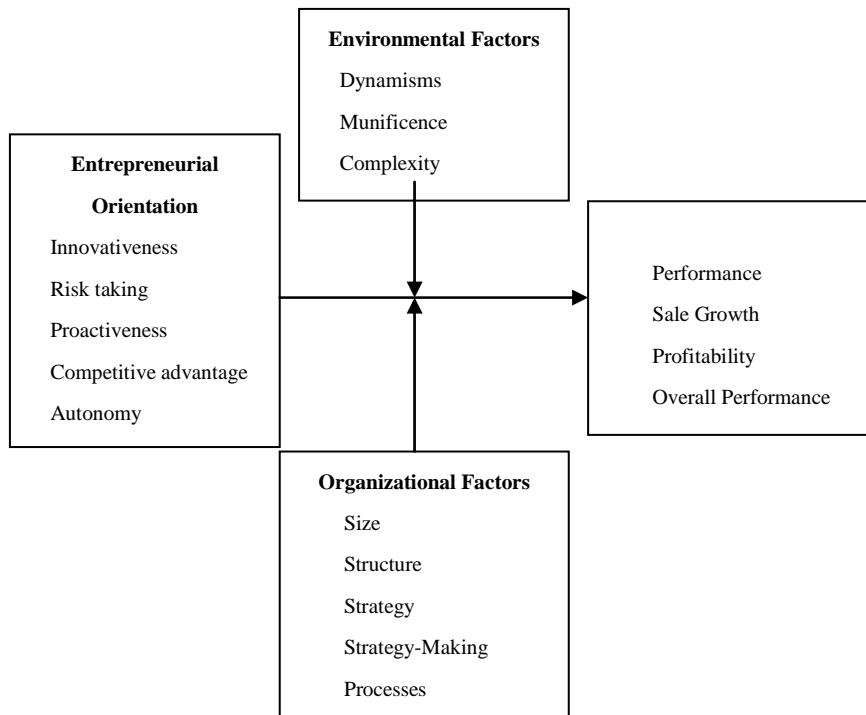 Environmental Factors
Dynamisms
Munificence
Complexity
Entrepreneurial
Orientation
Innovativeness
Risk taking
Proactiveness
Competitive advantage
Autonomy
Performance
Sale Growth
Profitability
Overall Performance
Organizational Factors
Size
Structure
Strategy
Strategy-Making
Processes